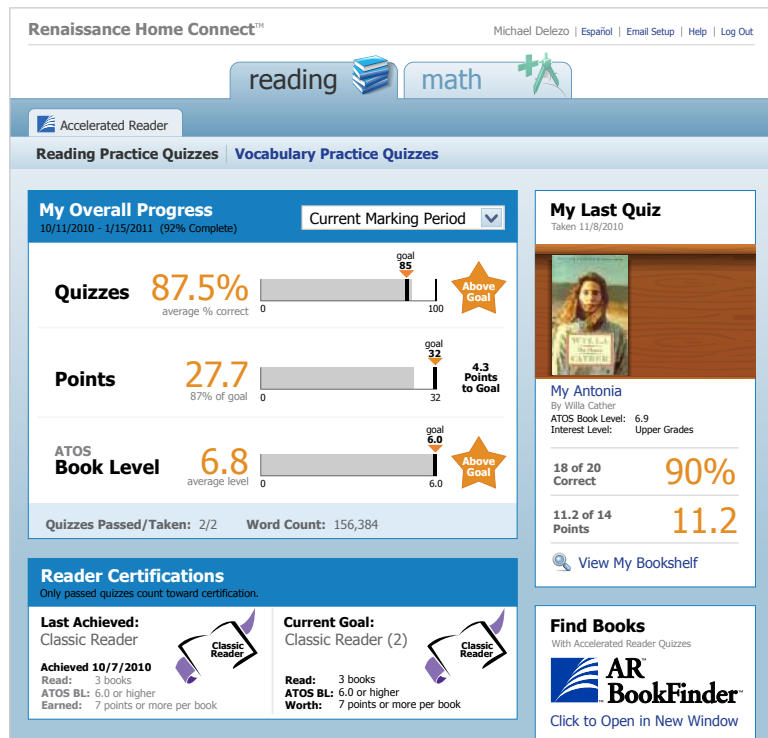 Renaissance Home Connect™
Michael Delezo | Español | Email Setup | Help | Log Out
reading
math
Accelerated Reader
Reading Practice Quizzes | Vocabulary Practice Quizzes
My Overall Progress
10/11/2010 - 1/15/2011 (92% Complete)
Current Marking Period
Quizzes
87.5%
average % correct
goal
85
0
100
Above
Goal
Points
27.7
87% of goal
goal
32
0
32
4.3
Points
to Goal
ATOS
Book Level
6.8
average level
goal
6.0
0
6.0
Above
Goal
Quizzes Passed/Taken: 2/2 Word Count: 156,384
Reader Certifications
Only passed quizzes count toward certification.
Last Achieved:
Classic Reader
Classic
Reader
Achieved 10/7/2010
Read: 3 books
ATOS BL: 6.0 or higher
Earned: 7 points or more per book
Current Goal:
Classic Reader (2)
Classic
Reader
Read: 3 books
ATOS BL: 6.0 or higher
Worth: 7 points or more per book
My Last Quiz
Taken 11/8/2010
WILLA
CATHER
My Antonia
By Willa Cather
ATOS Book Level: 6.9
Interest Level: Upper Grades
18 of 20
Correct
90%
11.2 of 14
Points
11.2
View My Bookshelf
Find Books
With Accelerated Reader Quizzes
AR™
BookFinder™
Click to Open in New Window